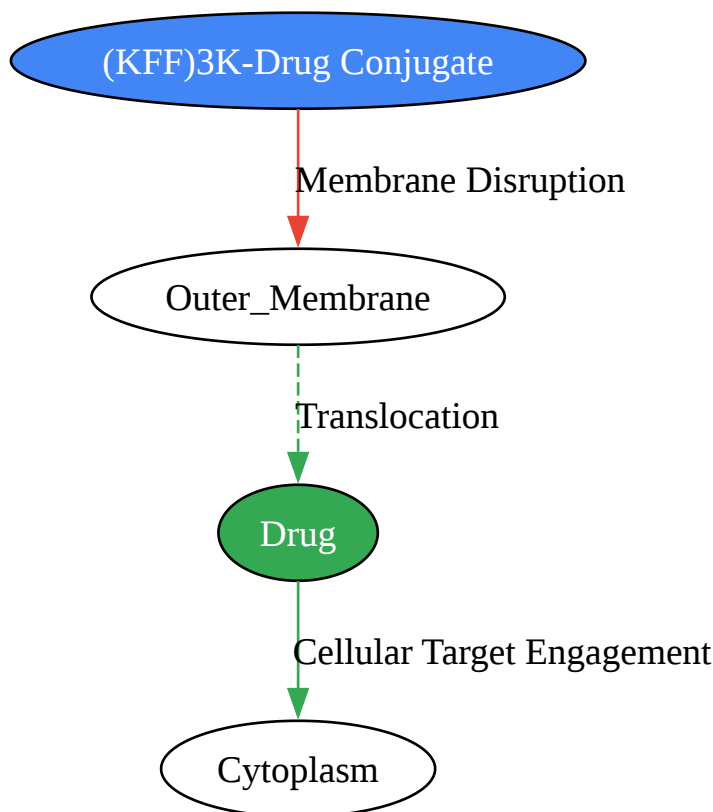 (KFF)3K-Drug Conjugate
Membrane Disruption
Outer_Membrane
Translocation
Drug
Cellular Target Engagement
Cytoplasm